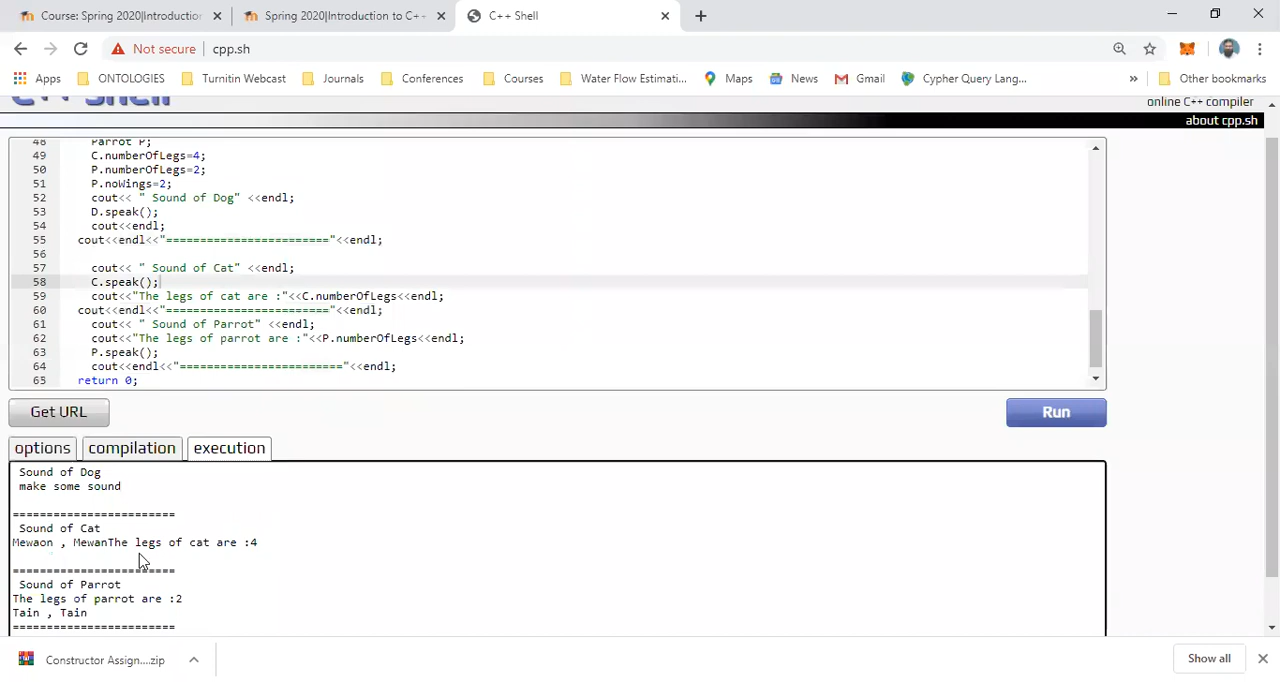 Course: Spring 2020|Introduction
Spring 2020|Introduction to C++
C++ Shell
Not secure
cpp.sh
Apps
ONTOLOGIES
Turnitin Webcast
Journals
Conferences
Courses
Water Flow Estimati...
Maps
News
Gmail
Cypher Query Lang...
»
Other bookmarks
C++ Shell
online C++ compiler
about cpp.sh
48 Parrot P;
49 C.numberOfLegs=4;
50 P.numberOfLegs=2;
51 P.noWings=2;
52 cout<< " Sound of Dog" <<endl;
53 D.speak();
54 cout<<endl;
55 cout<<endl<<"========================"<<endl;
56
57 cout<< " Sound of Cat" <<endl;
58 C.speak();
59 cout<<"The legs of cat are :"<<C.numberOfLegs<<endl;
60 cout<<endl<<"========================"<<endl;
61 cout<< " Sound of Parrot" <<endl;
62 cout<<"The legs of parrot are :"<<P.numberOfLegs<<endl;
63 P.speak();
64 cout<<endl<<"========================"<<endl;
65 return 0;
Get URL
Run
options
compilation
execution
Sound of Dog
make some sound
========================
Sound of Cat
Mewaon , MewanThe legs of cat are :4
========================
Sound of Parrot
The legs of parrot are :2
Tain , Tain
========================
Constructor Assign....zip
Show all